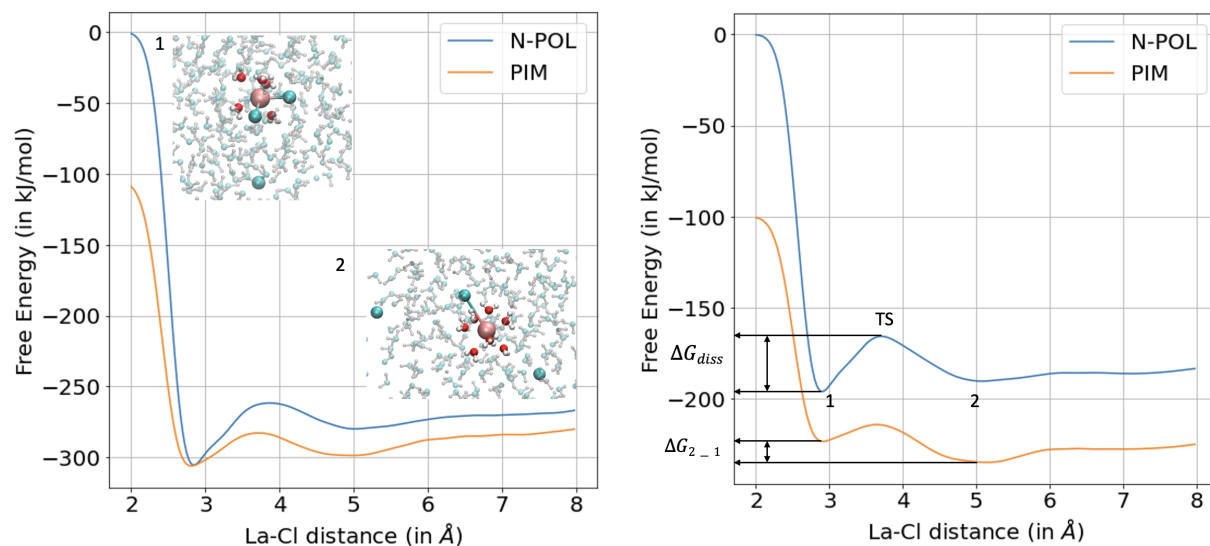 0
−50
−100
−150
−200
−250
−300
Free Energy (in kJ/mol)
2 3 4 5 6 7 8
La-Cl distance (in Å)
N-POL
PIM
1
2
0
−50
−100
−150
−200
Free Energy (in kJ/mol)
2 3 4 5 6 7 8
La-Cl distance (in Å)
N-POL
PIM
TS
ΔG_diss
1
2
ΔG_2 _ 1